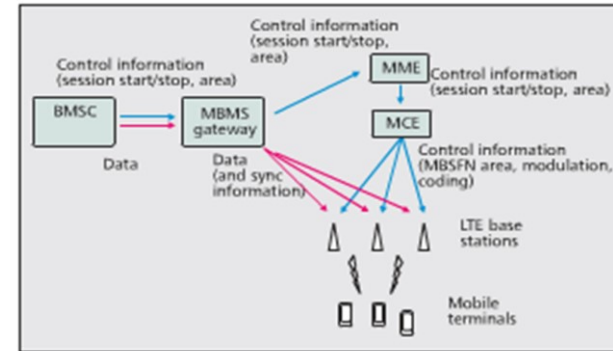 Control information
(session start/stop,
area)
Control information
(session start/stop, area)
MME
Control information
(session start/stop, area)
BMSC
MBMS
gateway
MCE
Data
Data
(and sync
information)
Control information
(MBSFN area, modulation,
coding)
LTE base
stations
Mobile
terminals